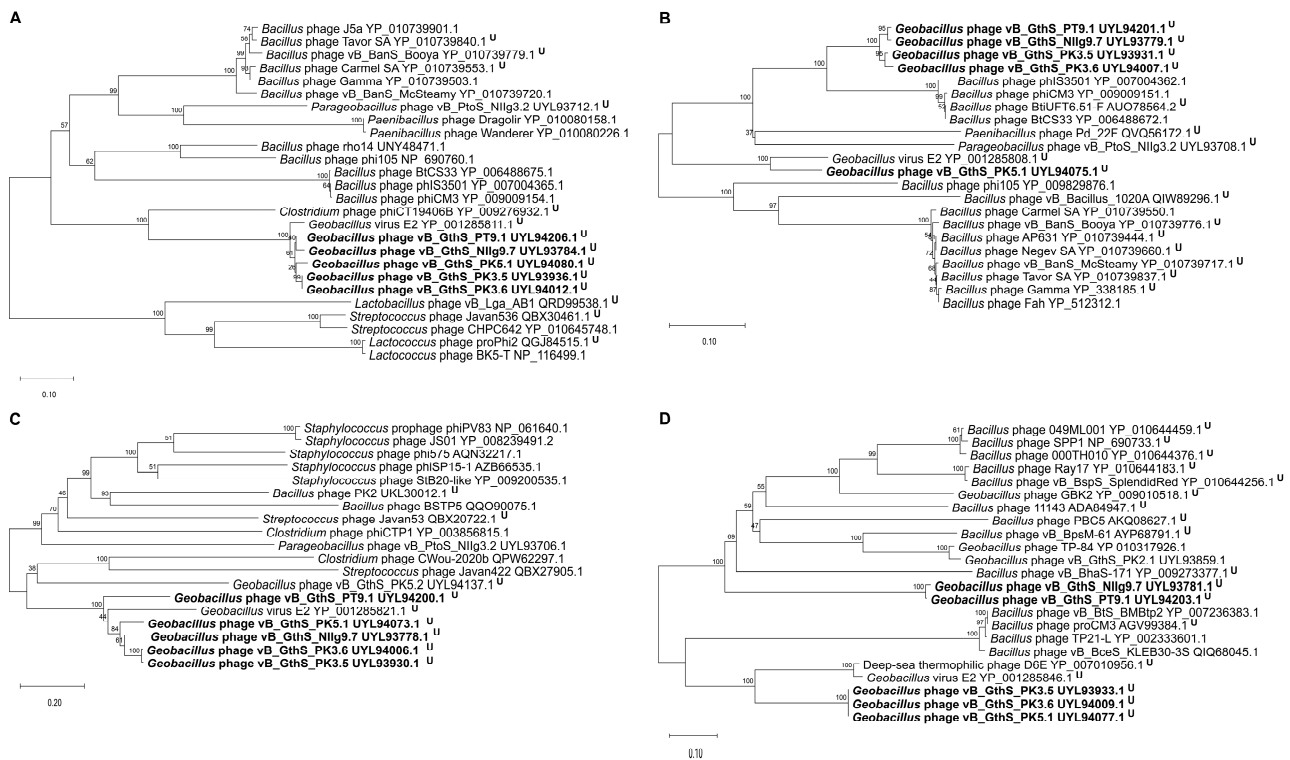 A
74
Bacillus phage J5a YP_010739901.1
56
Bacillus phage Tavor SA YP_010739840.1 U
99
Bacillus phage vB_BanS_Booya YP_010739779.1 U
Bacillus phage Carmel SA YP_010739553.1 U
100
Bacillus phage Gamma YP_010739503.1
Bacillus phage vB_BanS_McSteamy YP_010739720.1
99
Parageobacillus phage vB_PtoS_NIIg3.2 UYL93712.1 U
100
Paenibacillus phage Dragolir YP_010080158.1
100
Paenibacillus phage Wanderer YP_010080226.1
57
Bacillus phage rho14 UNY48471.1
100
Bacillus phage phi105 NP_690760.1
62
Bacillus phage BtCS33 YP_006488675.1
100
Bacillus phage phIS3501 YP_007004365.1
64
Bacillus phage phiCM3 YP_009009154.1
Clostridium phage phiCT19406B YP_009276932.1 U
100
Geobacillus virus E2 YP_001285811.1 U
100
Geobacillus phage vB_GthS_PT9.1 UYL94206.1 U
Geobacillus phage vB_GthS_NIIg9.7 UYL93784.1 U
Geobacillus phage vB_GthS_PK5.1 UYL94080.1 U
Geobacillus phage vB_GthS_PK3.5 UYL93936.1 U
Geobacillus phage vB_GthS_PK3.6 UYL94012.1 U
Lactobacillus phage vB_Lga_AB1 QRD99538.1 U
100
Streptococcus phage Javan536 QBX30461.1 U
100
Streptococcus phage CHPC642 YP_010645748.1
99
Lactococcus phage proPhi2 QGJ84515.1 U
100
Lactococcus phage BK5-T NP_116499.1
0.10
B
95
Geobacillus phage vB_GthS_PT9.1 UYL94201.1 U
100
Geobacillus phage vB_GthS_NIIg9.7 UYL93779.1 U
Geobacillus phage vB_GthS_PK3.5 UYL93931.1 U
100
Geobacillus phage vB_GthS_PK3.6 UYL94007.1 U
Bacillus phage phIS3501 YP_007004362.1
100
Bacillus phage phiCM3 YP_009009151.1
99
Bacillus phage BtiUFT6.51-F AUO78564.2 U
Bacillus phage BtCS33 YP_006488672.1
100
37
Paenibacillus phage Pd_22F QVQ56172.1 U
Parageobacillus phage vB_PtoS_NIIg3.2 UYL93708.1 U
Geobacillus virus E2 YP_001285808.1 U
100
Geobacillus phage vB_GthS_PK5.1 UYL94075.1 U
Bacillus phage phi105 YP_009829876.1
100
Bacillus phage vB_Bacillus_1020A QIW89296.1 U
97
Bacillus phage Carmel SA YP_010739550.1
100
Bacillus phage vB_BanS_Booya YP_010739776.1 U
Bacillus phage AP631 YP_010739444.1 U
Bacillus phage Negev SA YP_010739660.1 U
Bacillus phage vB_BanS_McSteamy YP_010739717.1 U
Bacillus phage Tavor SA YP_010739837.1 U
87
Bacillus phage Gamma YP_338185.1 U
Bacillus phage Fah YP_512312.1
0.10
C
100
Staphylococcus prophage phiPV83 NP_061640.1
51
Staphylococcus phage JS01 YP_008239491.2
Staphylococcus phage phi575 AQN32217.1
100
Staphylococcus phage phiSP15-1 AZB66535.1
51
Staphylococcus phage StB20-like YP_009200535.1
99
Bacillus phage PK2 UKL30012.1 U
93
Bacillus phage BSTP5 QQO90075.1
46
Streptococcus phage Javan53 QBX20722.1 U
70
Clostridium phage phiCTP1 YP_003856815.1
99
Parageobacillus phage vB_PtoS_NIIg3.2 UYL93706.1
Clostridium phage CWou-2020b QPW62297.1
100
Streptococcus phage Javan422 QBX27905.1
38
Geobacillus phage vB_GthS_PK5.2 UYL94137.1 U
Geobacillus phage vB_GthS_PT9.1 UYL94200.1 U
100
Geobacillus virus E2 YP_001285821.1 U
44
Geobacillus phage vB_GthS_PK5.1 UYL94073.1 U
84
Geobacillus phage vB_GthS_NIIg9.7 UYL93778.1 U
61
Geobacillus phage vB_GthS_PK3.6 UYL94006.1 U
100
Geobacillus phage vB_GthS_PK3.5 UYL93930.1 U
0.20
D
61
Bacillus phage 049ML001 YP_010644459.1 U
100
Bacillus phage SPP1 NP_690733.1 U
Bacillus phage 000TH010 YP_010644376.1 U
99
Bacillus phage Ray17 YP_010644183.1 U
100
Bacillus phage vB_BspS_SplendidRed YP_010644256.1 U
100
Geobacillus phage GBK2 YP_009010518.1 U
55
Bacillus phage 11143 ADA84947.1 U
59
Bacillus phage PBC5 AKQ08627.1 U
47
Bacillus phage vB_BpsM-61 AYP68791.1 U
100
Geobacillus phage TP-84 YP_010317926.1
100
Geobacillus phage vB_GthS_PK2.1 UYL93859.1
69
Bacillus phage vB_BhaS-171 YP_009273377.1 U
100
Geobacillus phage vB_GthS_NIIg9.7 UYL93781.1 U
100
Geobacillus phage vB_GthS_PT9.1 UYL94203.1 U
Bacillus phage vB_BtS_BMBtp2 YP_007236383.1
97
Bacillus phage proCM3 AGV99384.1 U
100
Bacillus phage TP21-L YP_002333601.1
Bacillus phage vB_BceS_KLEB30-3S QIQ68045.1
100
Deep-sea thermophilic phage D6E YP_007010956.1 U
Geobacillus virus E2 YP_001285846.1 U
100
Geobacillus phage vB_GthS_PK3.5 UYL93933.1 U
100
Geobacillus phage vB_GthS_PK3.6 UYL94009.1 U
Geobacillus phage vB_GthS_PK5.1 UYL94077.1 U
0.10